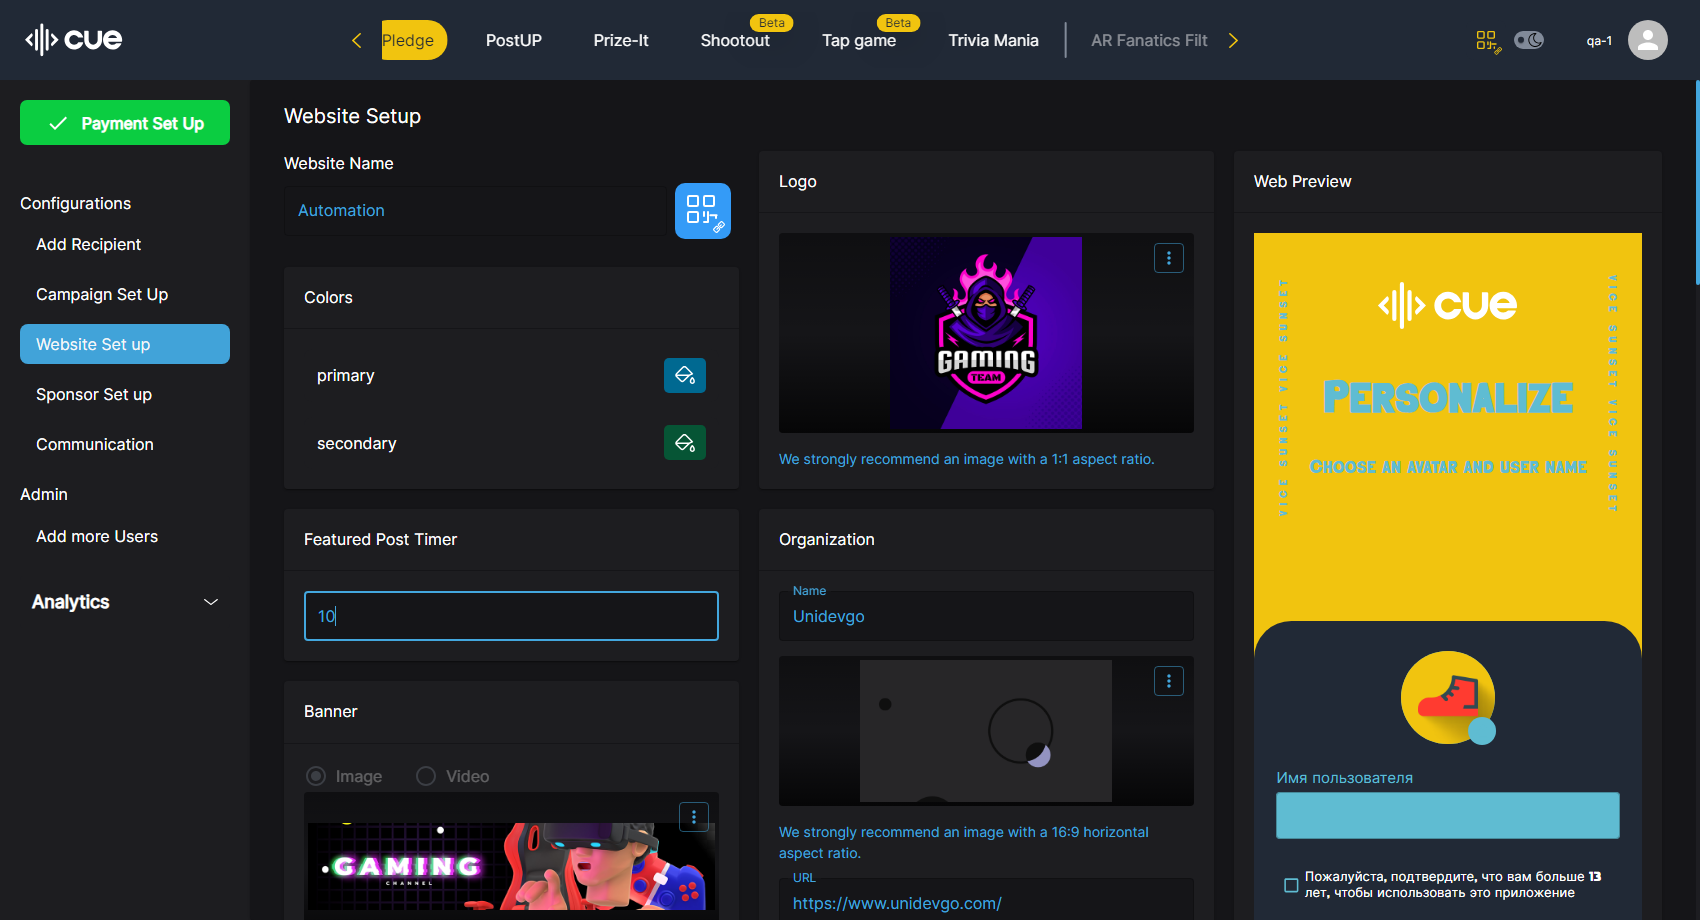 cue
Pledge
PostUP
Prize-It
Shootout
Beta
Tap game
Beta
Trivia Mania
AR Fanatics Filt
qa-1
Payment Set Up
Configurations
Add Recipient
Campaign Set Up
Website Set up
Sponsor Set up
Communication
Admin
Add more Users
Analytics
Website Setup
Website Name
Automation
Colors
primary
secondary
Featured Post Timer
10
Banner
Image
Video
GAMING
CHANNEL
Logo
GAMING
TEAM
We strongly recommend an image with a 1:1 aspect ratio.
Organization
Name
Unidevgo
We strongly recommend an image with a 16:9 horizontal
aspect ratio.
URL
https://www.unidevgo.com/
Web Preview
VICE SUNSET VICE SUNSET
cue
VICE SUNSET VICE SUNSET
PERSONALIZE
CHOOSE AN AVATAR AND USER NAME
Имя пользователя
Пожалуйста, подтвердите, что вам больше 13
лет, чтобы использовать это приложение